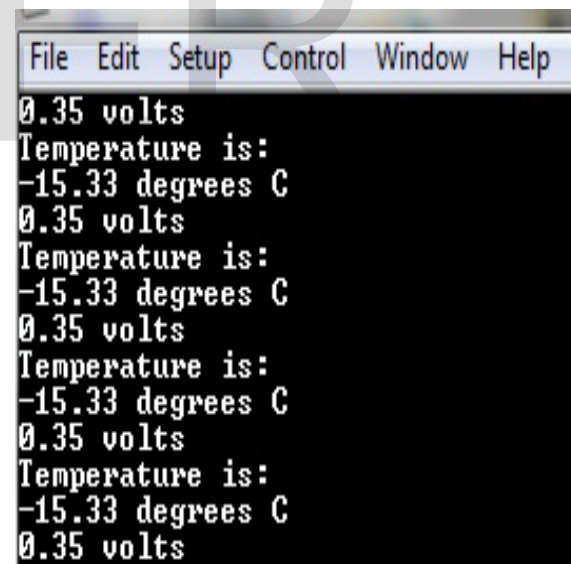 File Edit Setup Control Window Help
0.35 volts
Temperature is:
-15.33 degrees C
0.35 volts
Temperature is:
-15.33 degrees C
0.35 volts
Temperature is:
-15.33 degrees C
0.35 volts
Temperature is:
-15.33 degrees C
0.35 volts